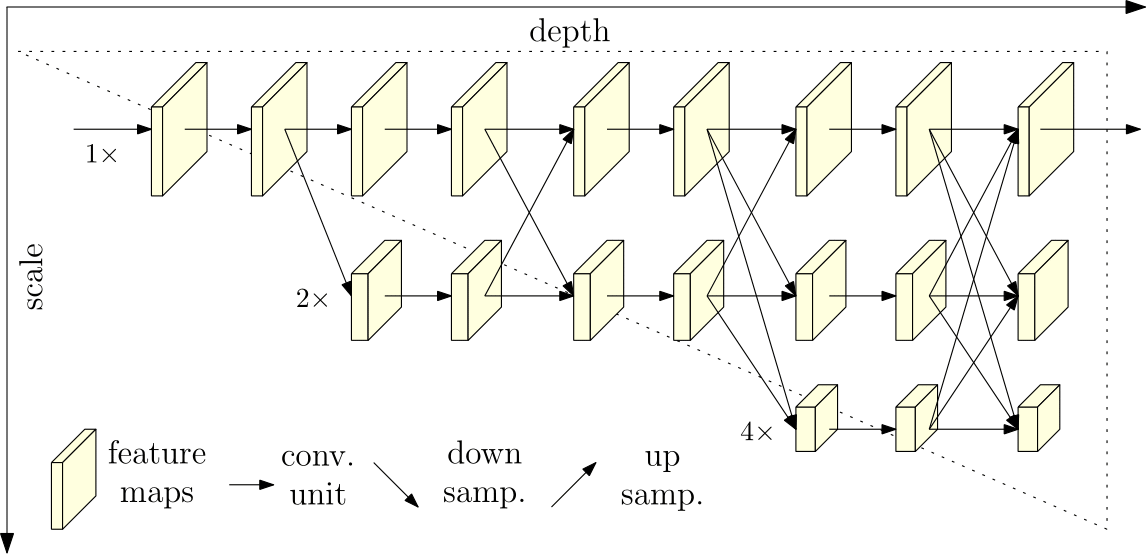 depth
1×
scale
2×
4×
feature
maps
conv.
unit
down
samp.
up
samp.